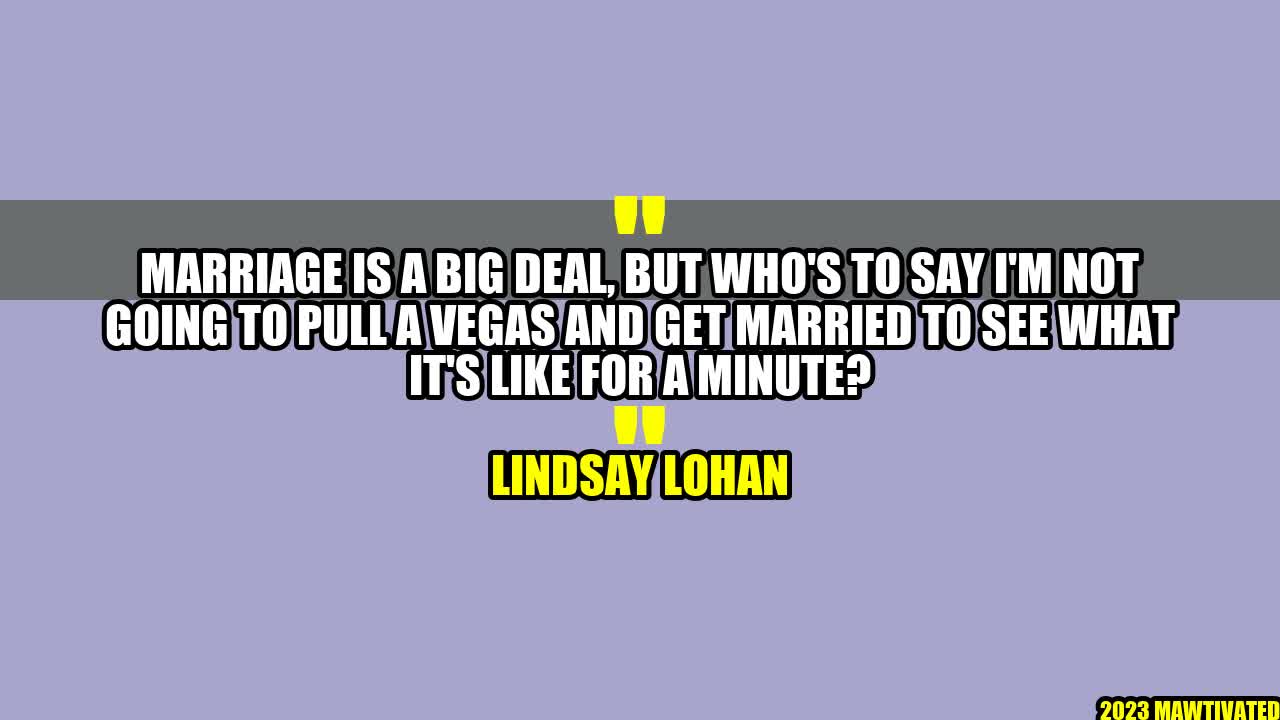 "
MARRIAGE IS A BIG DEAL, BUT WHO'S TO SAY I'M NOT
GOING TO PULL A VEGAS AND GET MARRIED TO SEE WHAT
IT'S LIKE FOR A MINUTE?
"
LINDSAY LOHAN
2023 MAWTIVATED